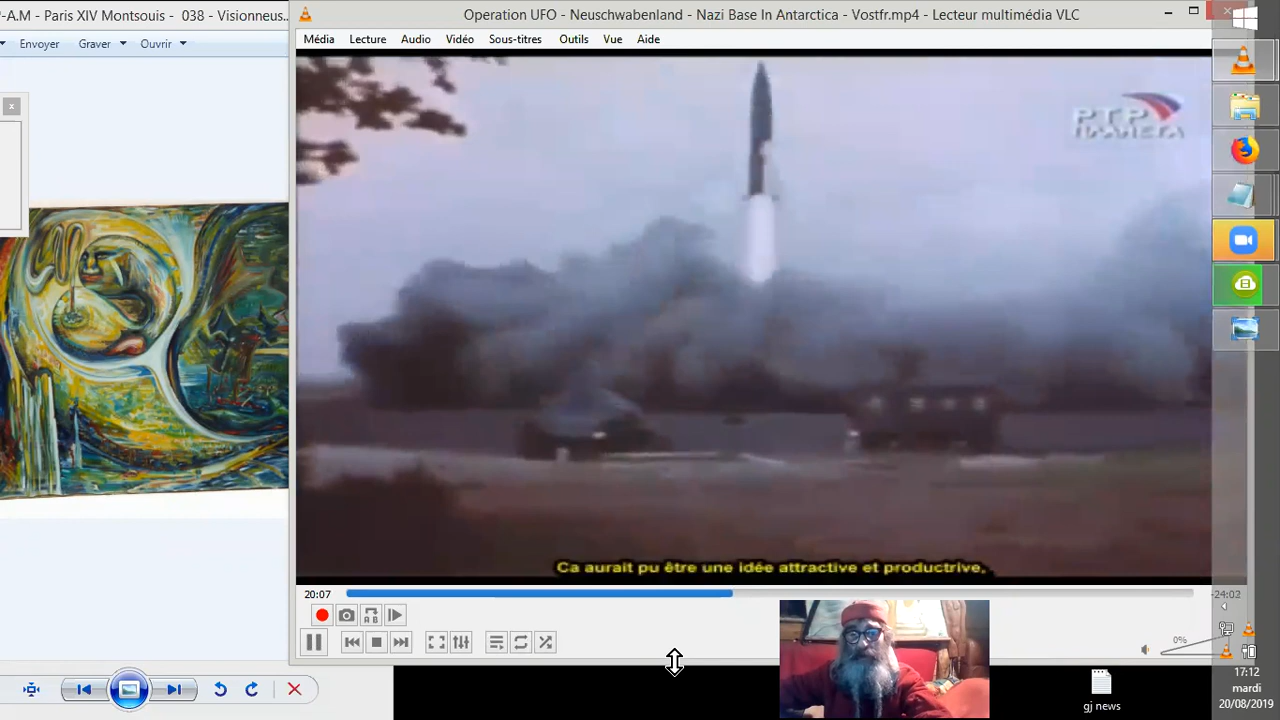 -A.M - Paris XIV Montsouis - 038 - Visionneus...
Envoyer Graver Ouvrir
x
Operation UFO - Neuschwabenland - Nazi Base In Antarctica - Vostfr.mp4 - Lecteur multimédia VLC
Média Lecture Audio Vidéo Sous-titres Outils Vue Aide
РТР
ПЛАНЕТА
Ca aurait pu être une idée attractive et productrive,
20:07
-24:02
A B
0%
gj news
17:12
mardi
20/08/2019